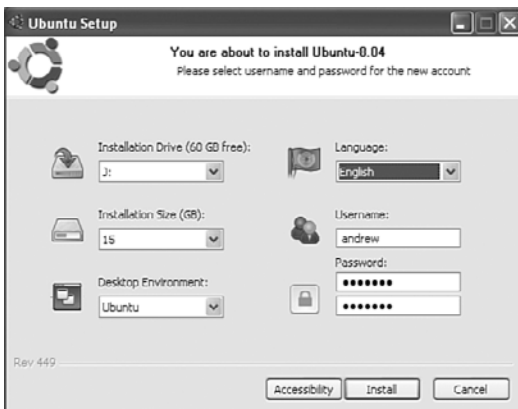 Ubuntu Setup
You are about to install Ubuntu-8.04
Please select username and password for the new account
Installation Drive (60 GB free):
J:
Language:
English
Installation Size (GB):
15
Username:
andrew
Password:
•••••••
•••••••
Desktop Environment:
Ubuntu
Rev 449
Accessibility
Install
Cancel